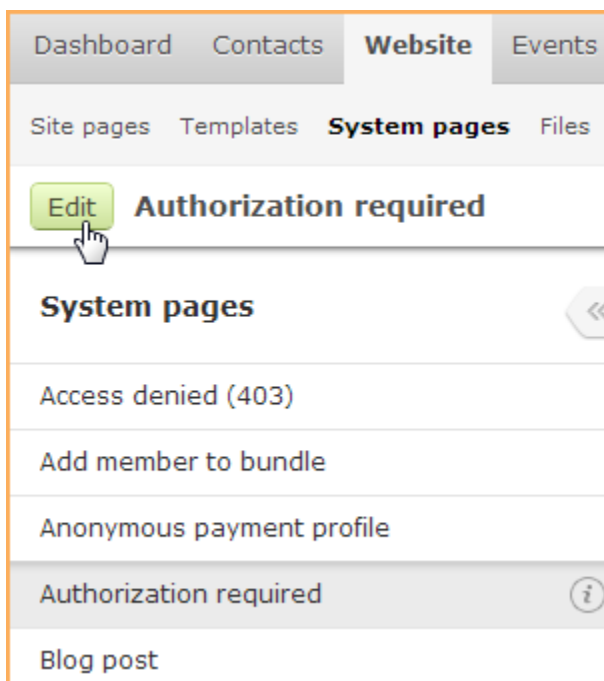 Dashboard Contacts Website Events
Site pages Templates System pages Files
Edit Authorization required
System pages
Access denied (403)
Add member to bundle
Anonymous payment profile
Authorization required
Blog post